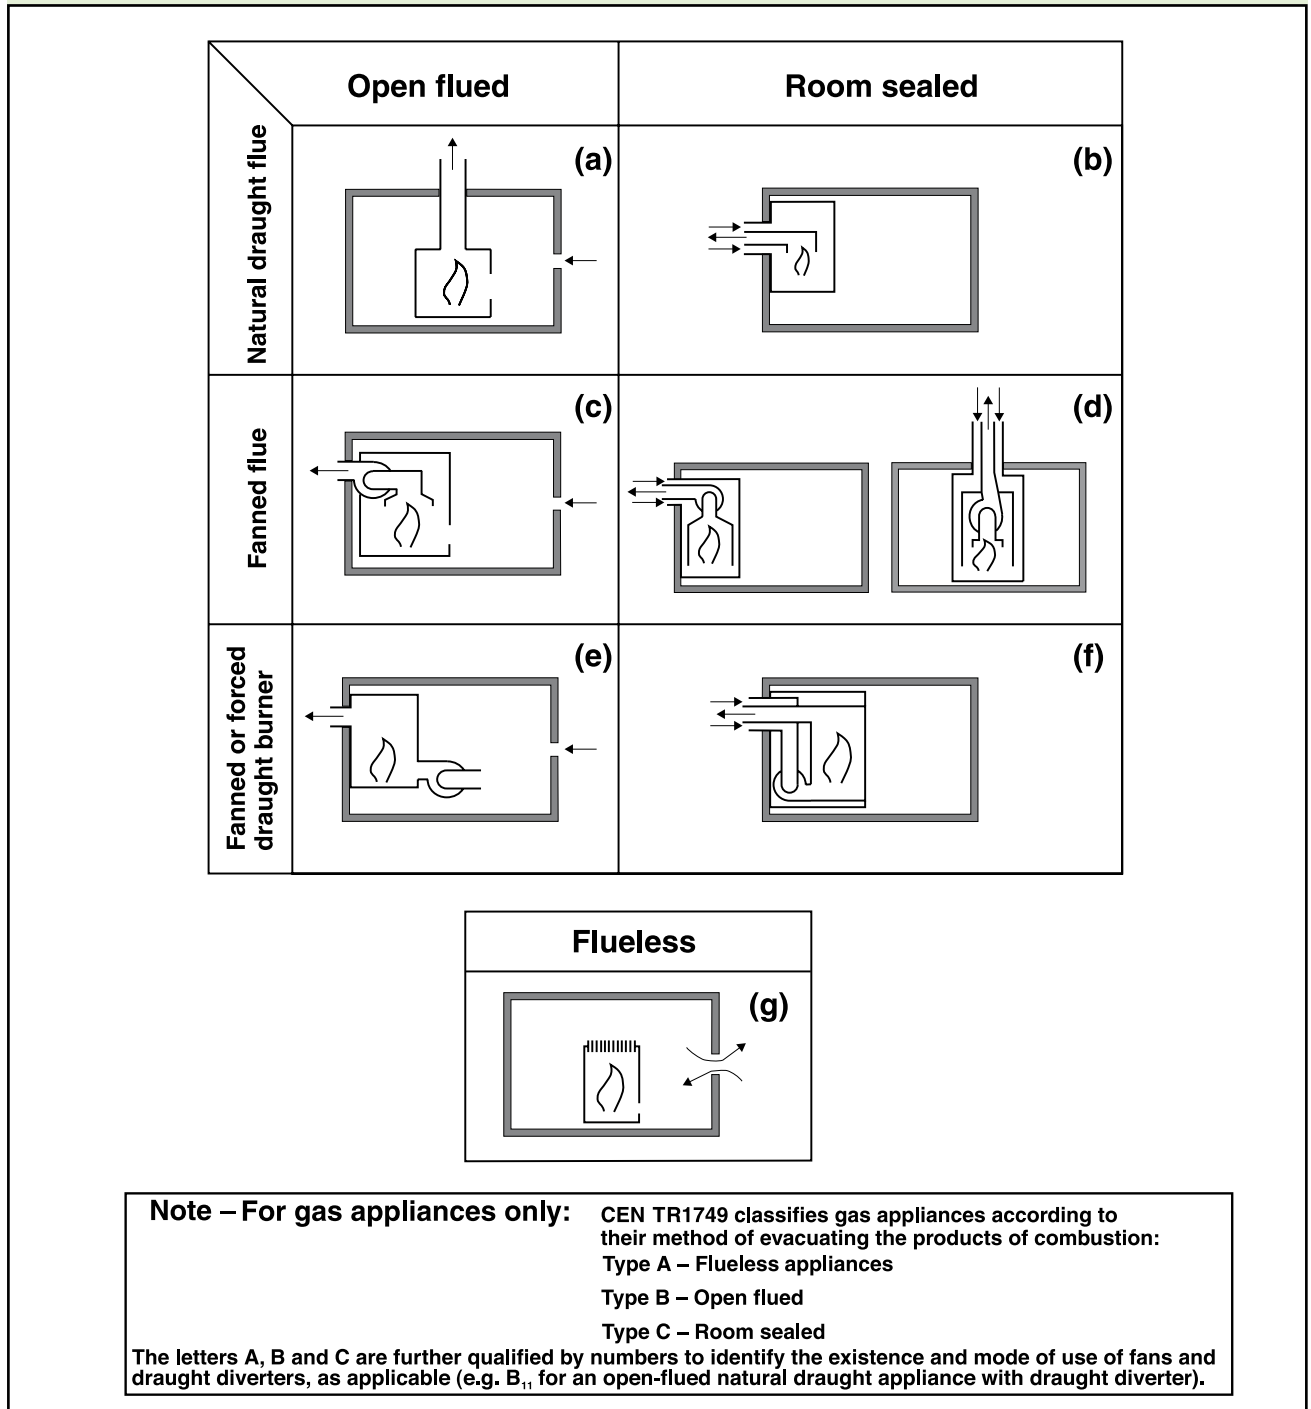 Open flued
Room sealed
Natural draught flue
(a)
(b)
Fanned flue
(c)
(d)
Fanned or forced
draught burner
(e)
(f)
Flueless
(g)
Note – For gas appliances only:
CEN TR1749 classifies gas appliances according to
their method of evacuating the products of combustion:
Type A – Flueless appliances
Type B – Open flued
Type C – Room sealed
The letters A, B and C are further qualified by numbers to identify the existence and mode of use of fans and
draught diverters, as applicable (e.g. B₁₁ for an open-flued natural draught appliance with draught diverter).